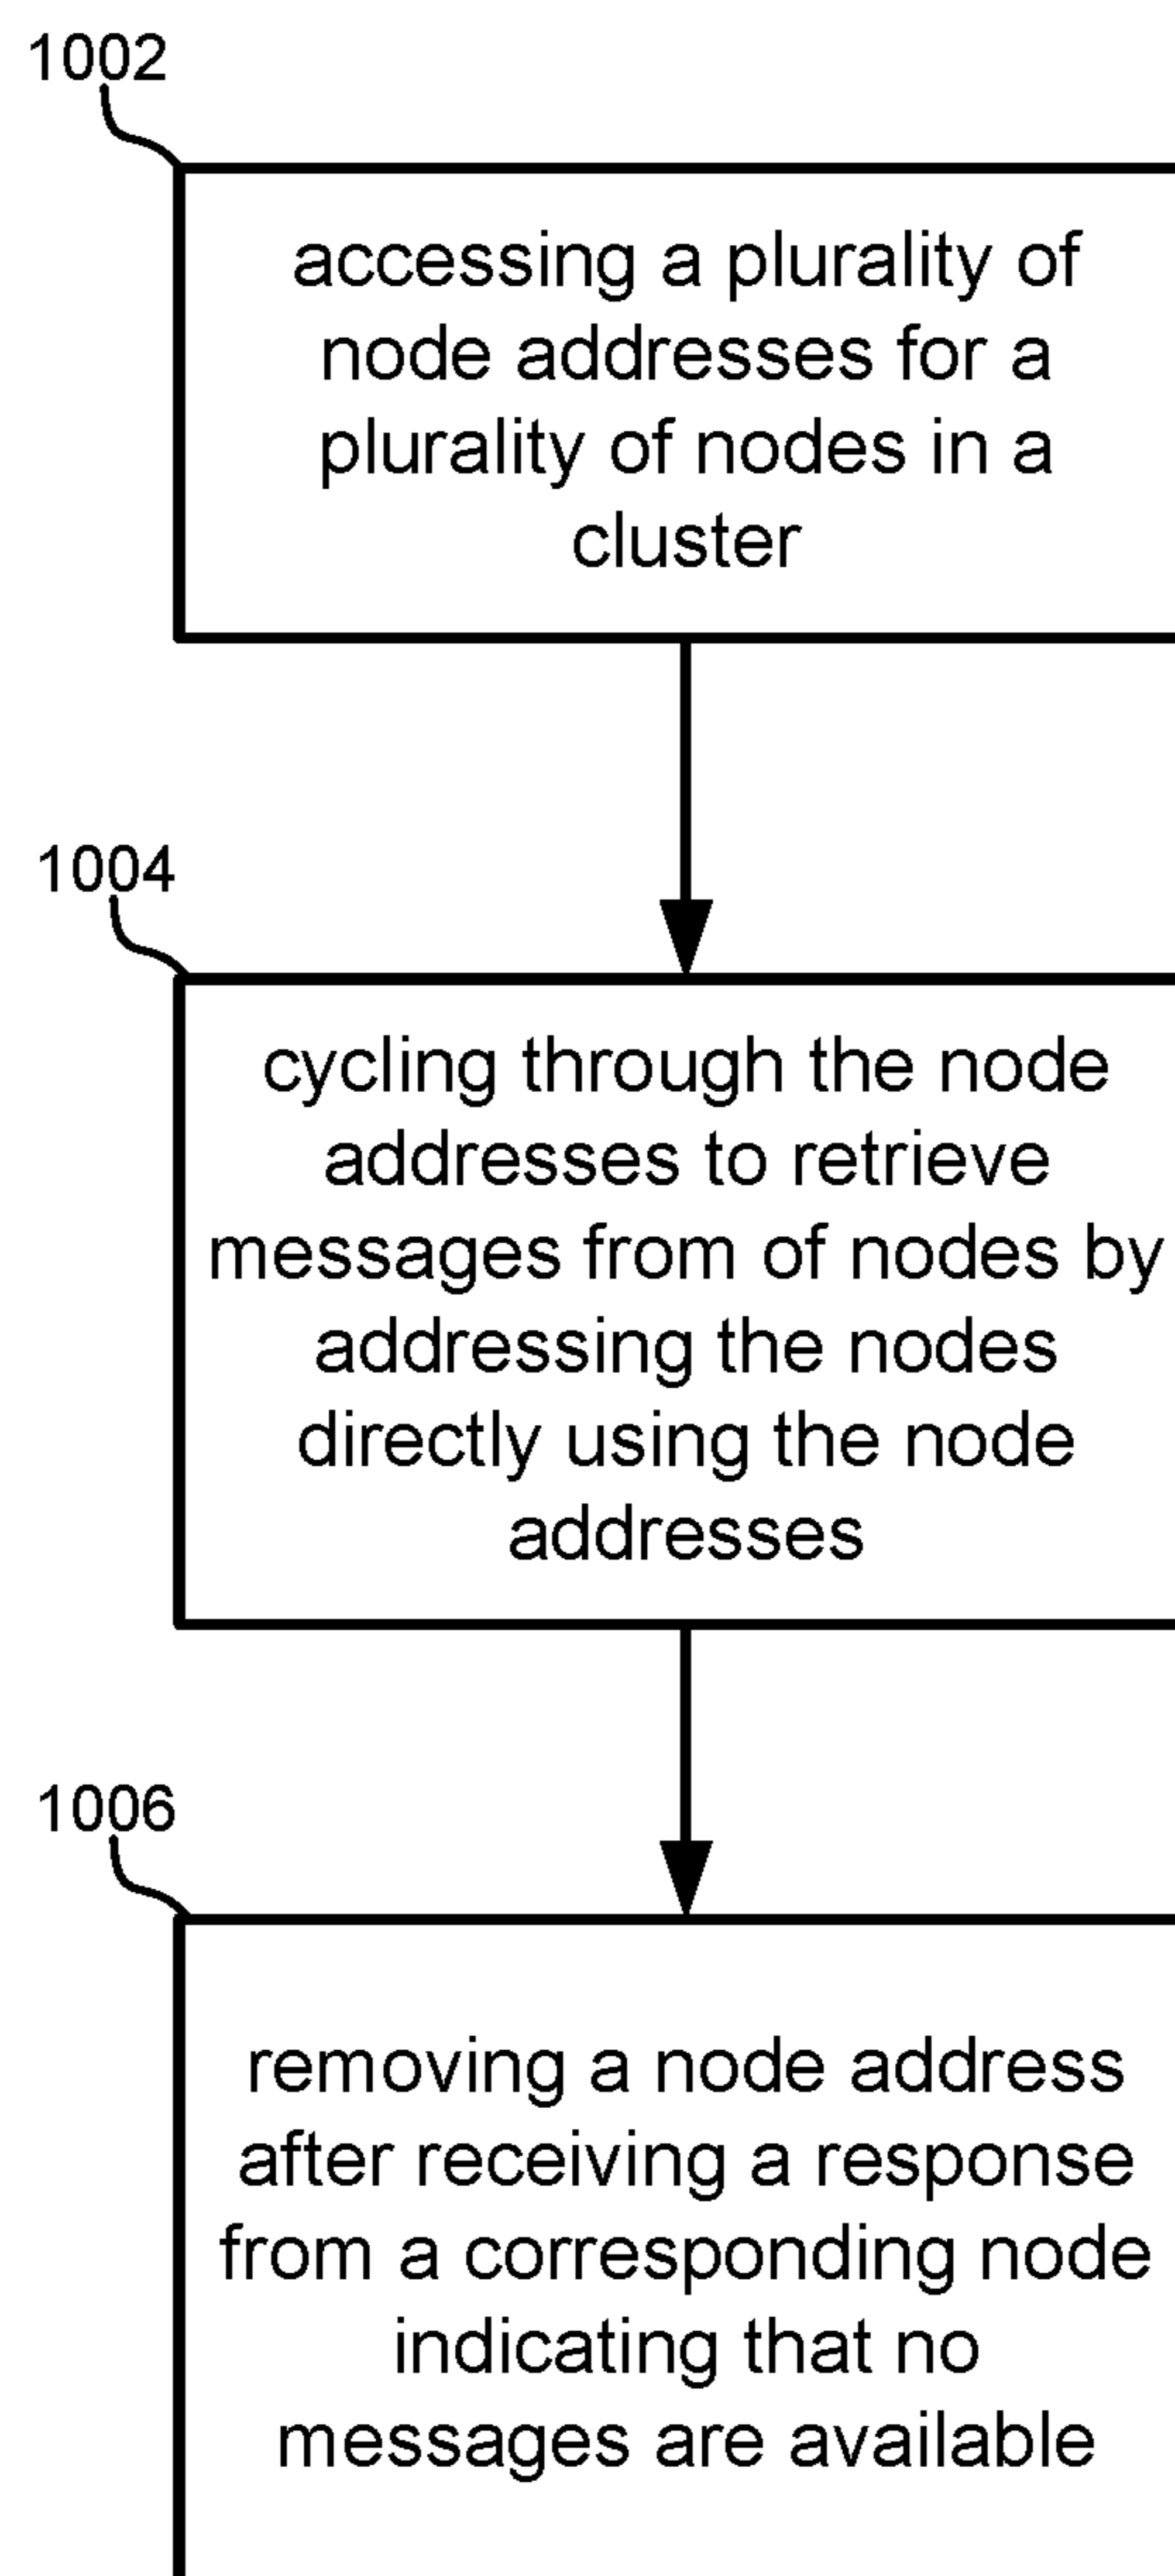 1002
accessing a plurality of
node addresses for a
plurality of nodes in a
cluster
1004
cycling through the node
addresses to retrieve
messages from of nodes by
addressing the nodes
directly using the node
addresses
1006
removing a node address
after receiving a response
from a corresponding node
indicating that no
messages are available